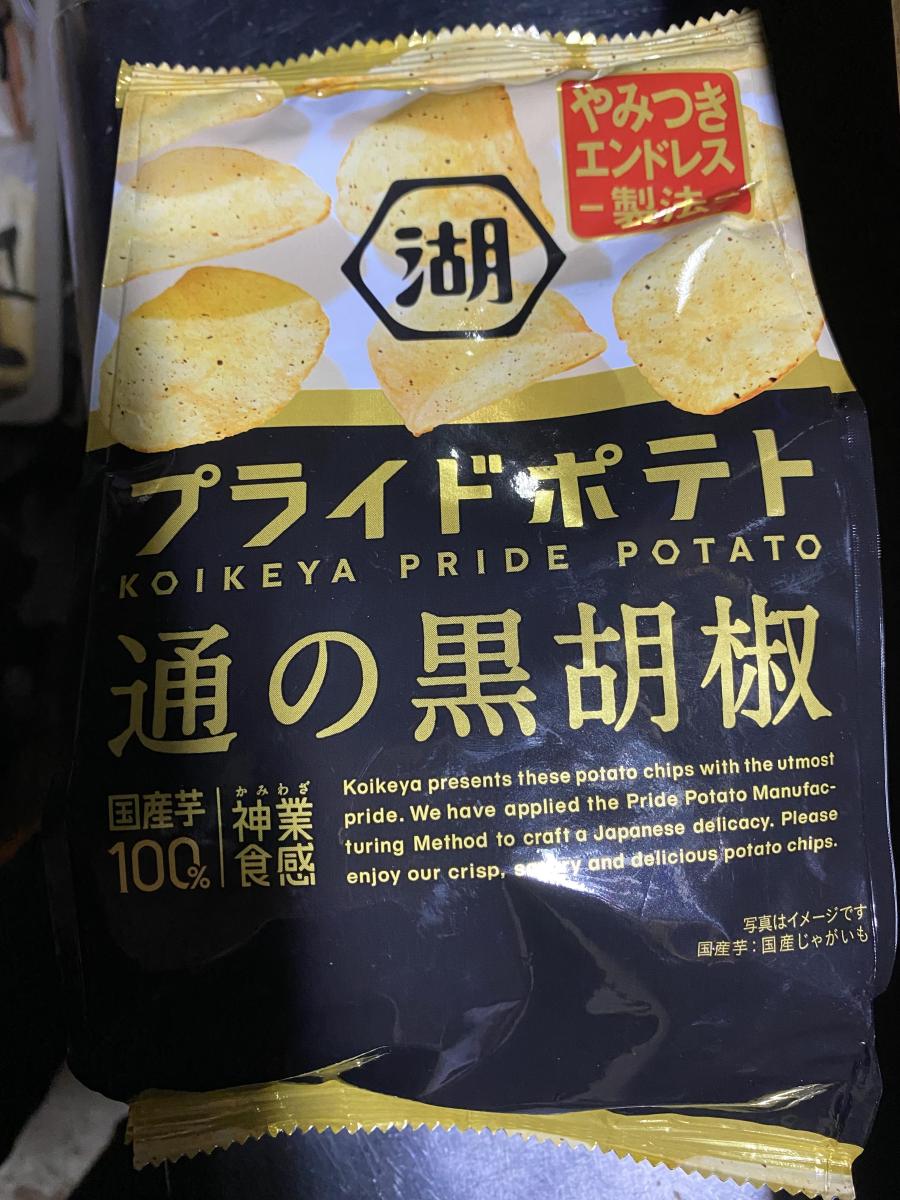 やみつき
エンドレス
-製法-
湖
プライドポテト
KOIKEYA PRIDE POTATO
通の黒胡椒
国産芋
100%
かみわざ
神業
食感
Koikeya presents these potato chips with the utmost
pride. We have applied the Pride Potato Manufac-
turing Method to craft a Japanese delicacy. Please
enjoy our crisp, and delicious potato chips.
写真はイメージです
国産芋:国産じゃがいも